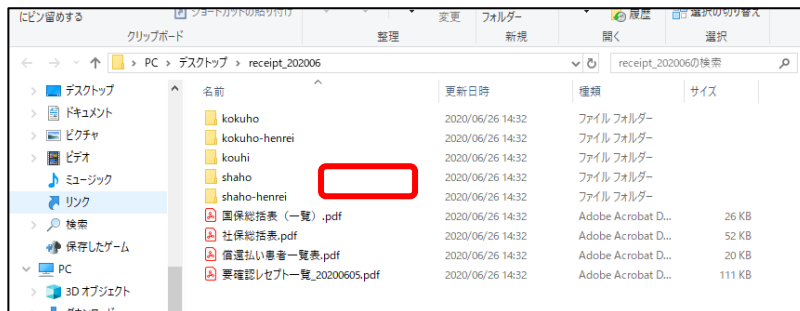 にピン留めする
ショートカットの貼り付け
変更 フォルダー
履歴
選択の切り替え
クリップボード 整理 新規 開く 選択
PC › デスクトップ › receipt_202006
receipt_202006の検索
デスクトップ
ドキュメント
ピクチャ
ビデオ
ミュージック
リンク
検索
保存したゲーム
PC
3D オブジェクト
名前 更新日時 種類 サイズ
kokuho 2020/06/26 14:32 ファイル フォルダー
kokuho-henrei 2020/06/26 14:32 ファイル フォルダー
kouhi 2020/06/26 14:32 ファイル フォルダー
shaho 2020/06/26 14:32 ファイル フォルダー
shaho-henrei 2020/06/26 14:32 ファイル フォルダー
国保総括表（一覧）.pdf 2020/06/26 14:32 Adobe Acrobat D... 26 KB
社保総括表.pdf 2020/06/26 14:32 Adobe Acrobat D... 52 KB
償還払い患者一覧表.pdf 2020/06/26 14:32 Adobe Acrobat D... 20 KB
要確認レセプト一覧_20200605.pdf 2020/06/26 14:32 Adobe Acrobat D... 111 KB